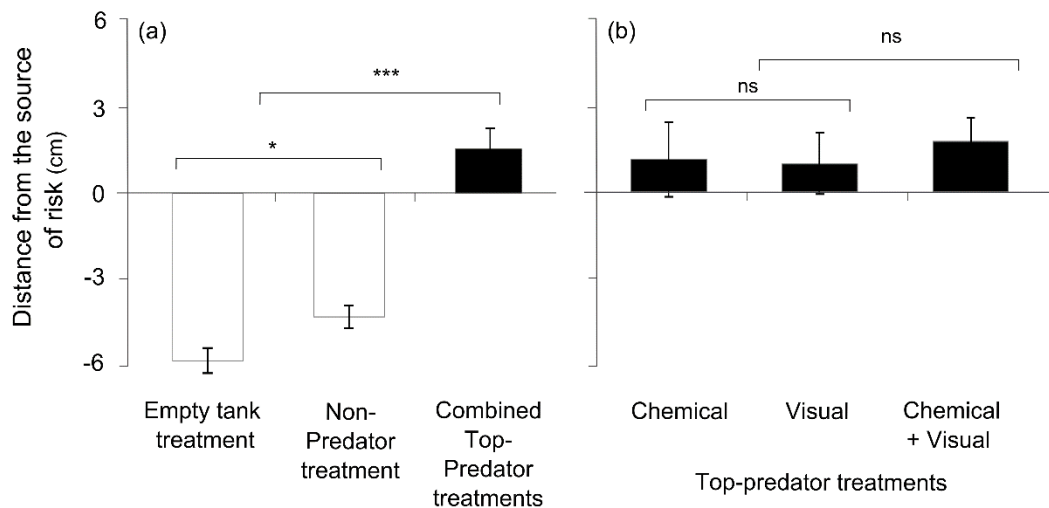 (a)
(b)
6
3
0
-3
-6
Distance from the source
of risk (cm)
*
***
ns
ns
Empty tank
treatment
Non-
Predator
treatment
Combined
Top-
Predator
treatments
Chemical
Visual
Chemical
+ Visual
Top-predator treatments